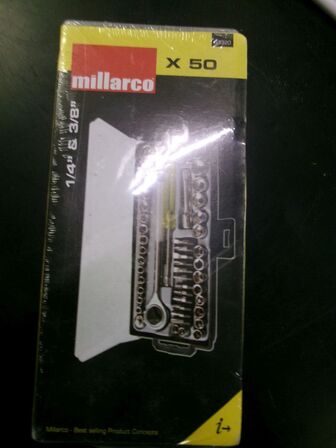 millarco
X 50
1/4" & 3/8"
Millarco - Best selling Product Concepts
i